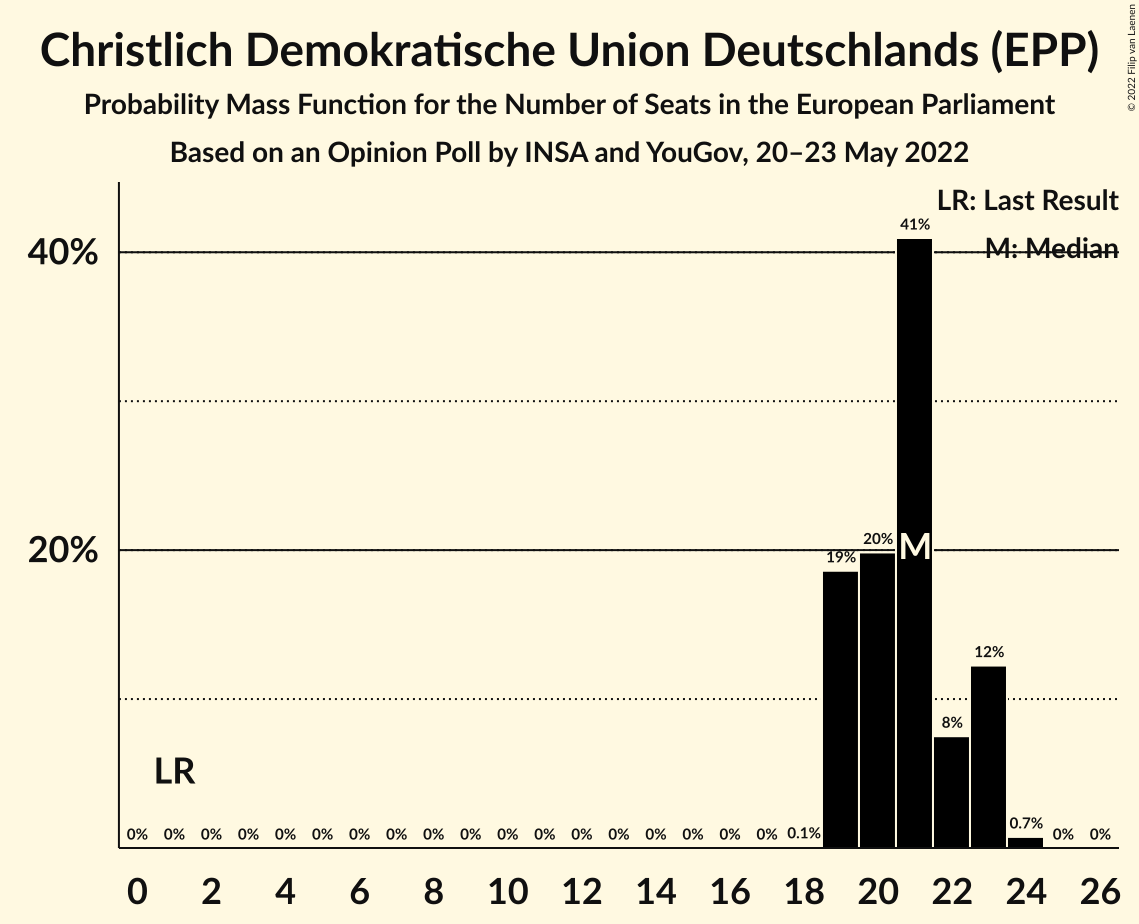 Christlich Demokratische Union Deutschlands (EPP)
Probability Mass Function for the Number of Seats in the European Parliament
Based on an Opinion Poll by INSA and YouGov, 20–23 May 2022
© 2022 Filip van Laenen
LR: Last Result
M: Median
40%
20%
41%
20%
19%
M
12%
8%
LR
0% 0% 0% 0% 0% 0% 0% 0% 0% 0% 0% 0% 0% 0% 0% 0% 0% 0% 0.1% 0.7% 0% 0%
0 2 4 6 8 10 12 14 16 18 20 22 24 26